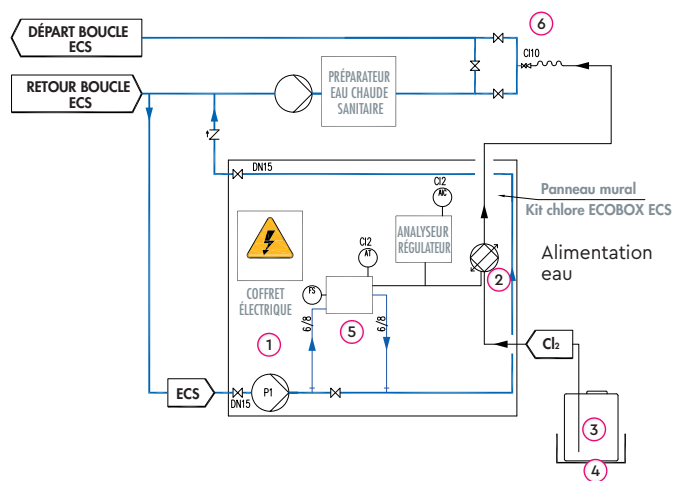 DÉPART BOUCLE
ECS
6
Cl10
RETOUR BOUCLE
ECS
PRÉPARATEUR
EAU CHAUDE
SANITAIRE
DN15
Cl2
AIC
Panneau mural
Kit chlore ECOBOX ECS
ANALYSEUR
RÉGULATEUR
Cl2
AT
Alimentation
eau
2
COFFRET
ÉLECTRIQUE
FS
5
6/8
6/8
1
Cl2
ECS
P1
DN15
3
4